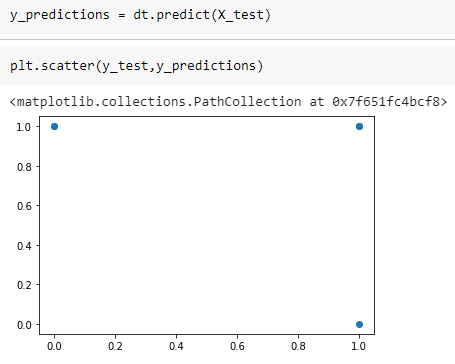 y_predictions = dt.predict(X_test)
plt.scatter(y_test,y_predictions)
<matplotlib.collections.PathCollection at 0x7f651fc4bcf8>
1.0
0.8
0.6
0.4
0.2
0.0
0.0 0.2 0.4 0.6 0.8 1.0